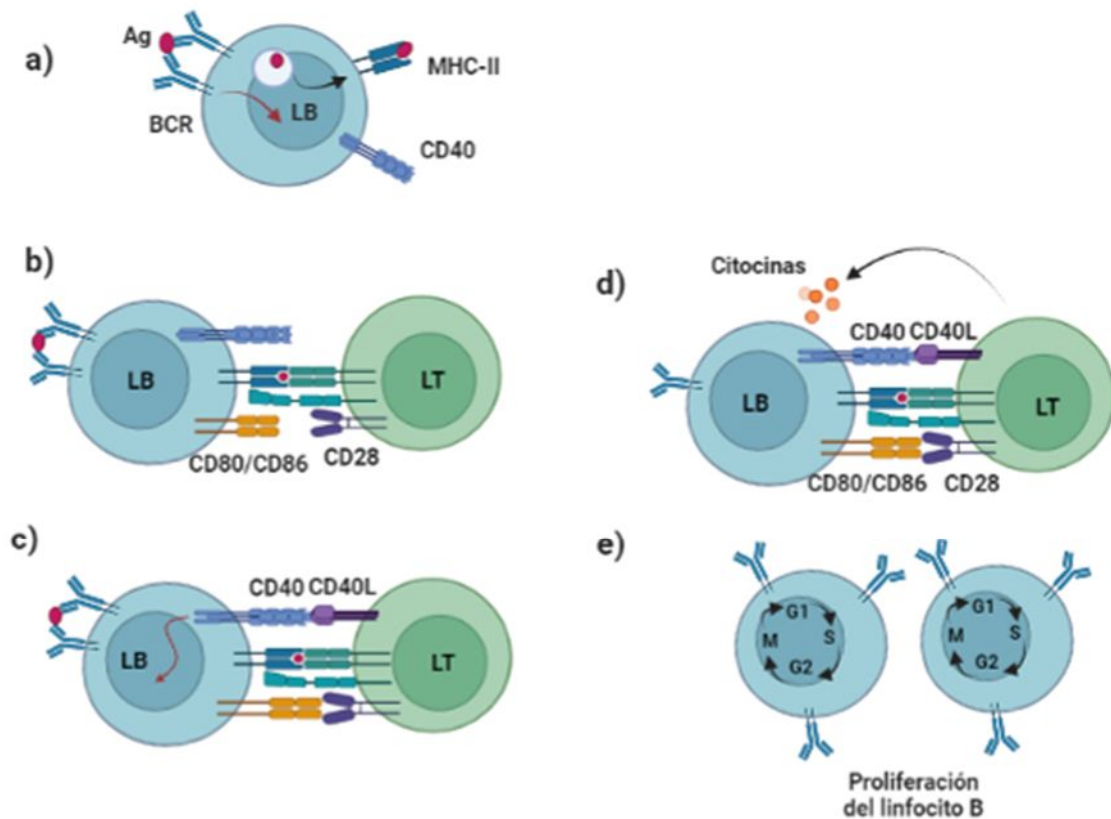 a)
Ag
MHC-II
LB
BCR
CD40
b)
LB
LT
CD80/CD86
CD28
c)
CD40 CD40L
LB
LT
d)
Citocinas
CD40 CD40L
LB
LT
CD80/CD86 CD28
e)
G1
M
S
G2
G1
M
S
G2
Proliferación
del linfocito B